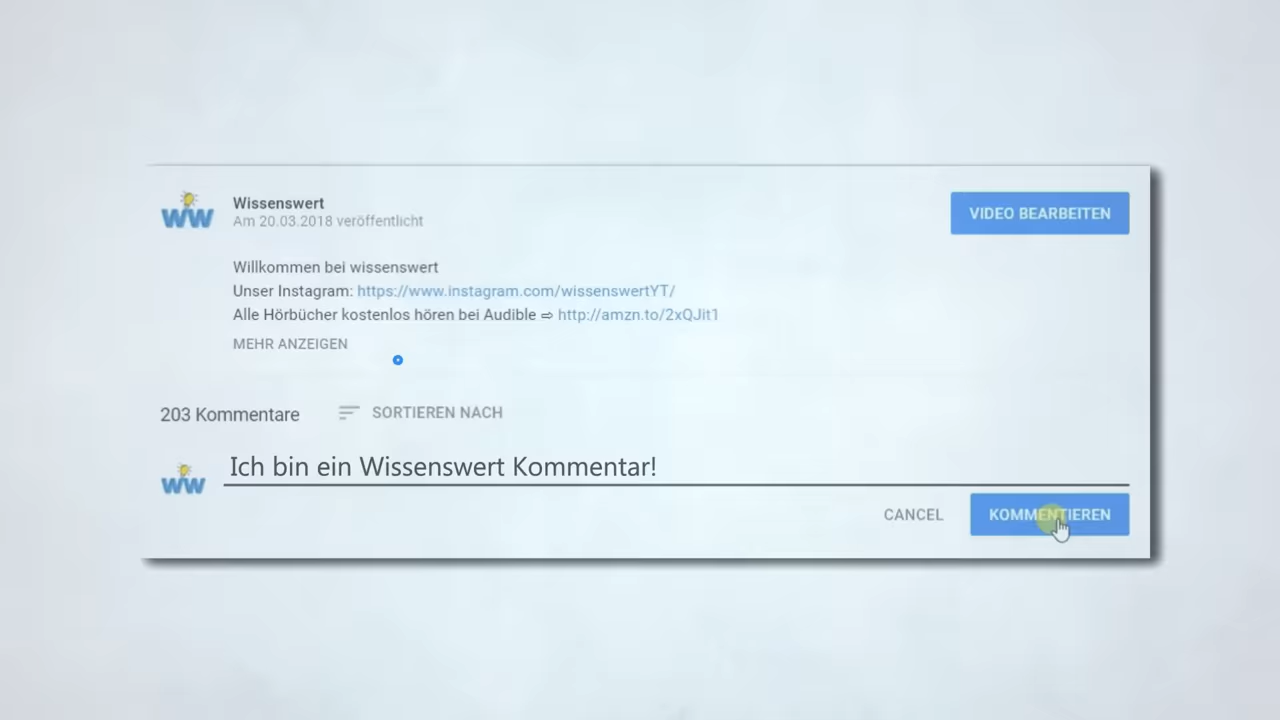 WW
Wissenswert
Am 20.03.2018 veröffentlicht
VIDEO BEARBEITEN
Willkommen bei wissenswert
Unser Instagram: https://www.instagram.com/wissenswertYT/
Alle Hörbücher kostenlos hören bei Audible ⇨ http://amzn.to/2xQJit1
MEHR ANZEIGEN
203 Kommentare
SORTIEREN NACH
WW
Ich bin ein Wissenswert Kommentar!
CANCEL
KOMMENTIEREN